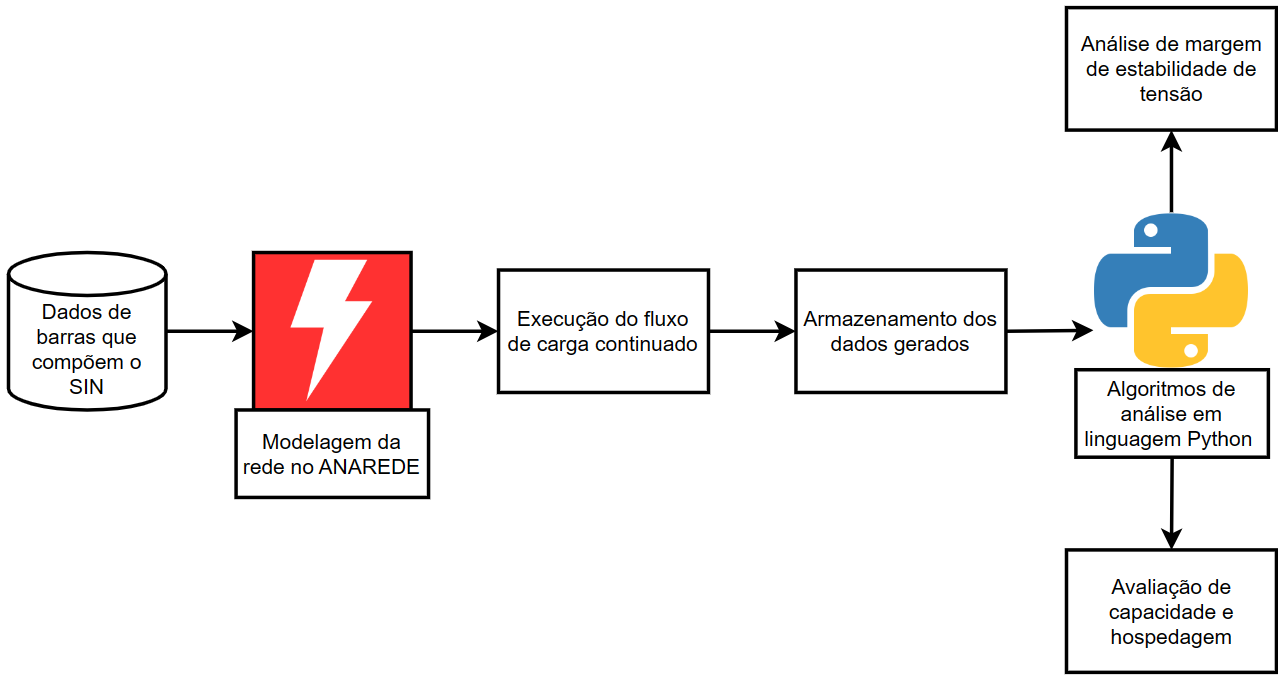 Dados de
barras que
compõem o
SIN
Modelagem da
rede no ANAREDE
Execução do fluxo
de carga continuado
Armazenamento dos
dados gerados
Algoritmos de
análise em
linguagem Python
Análise de margem
de estabilidade de
tensão
Avaliação de
capacidade e
hospedagem